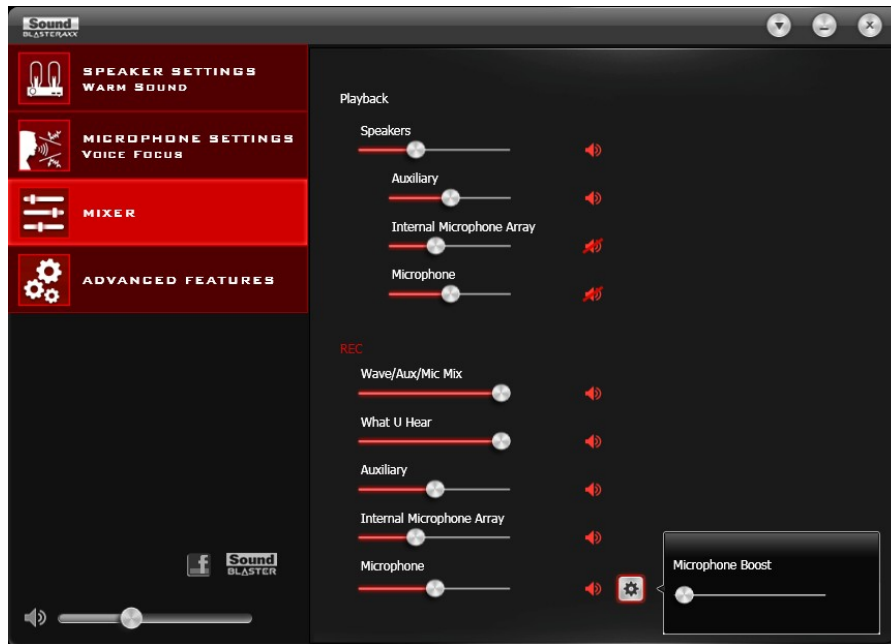 Sound
BLASTERAXX
SPEAKER SETTINGS
WARM SOUND
MICROPHONE SETTINGS
VOICE FOCUS
MIXER
ADVANCED FEATURES
f
Sound
BLASTER
Playback
Speakers
Auxiliary
Internal Microphone Array
Microphone
REC
Wave/Aux/Mic Mix
What U Hear
Auxiliary
Internal Microphone Array
Microphone
Microphone Boost